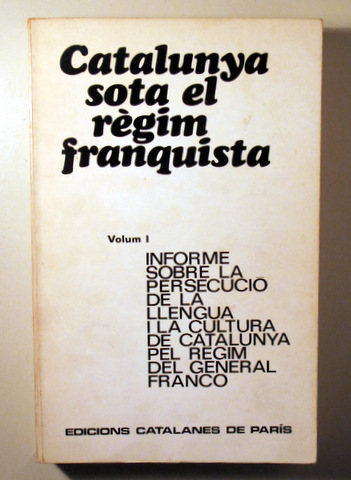 Catalunya
sota el
règim
franquista
Volum I
INFORME
SOBRE LA
PERSECUCIO
DE LA
LLENGUA
I LA CULTURA
DE CATALUNYA
PEL REGIM
DEL GENERAL
FRANCO
EDICIONS CATALANES DE PARÍS